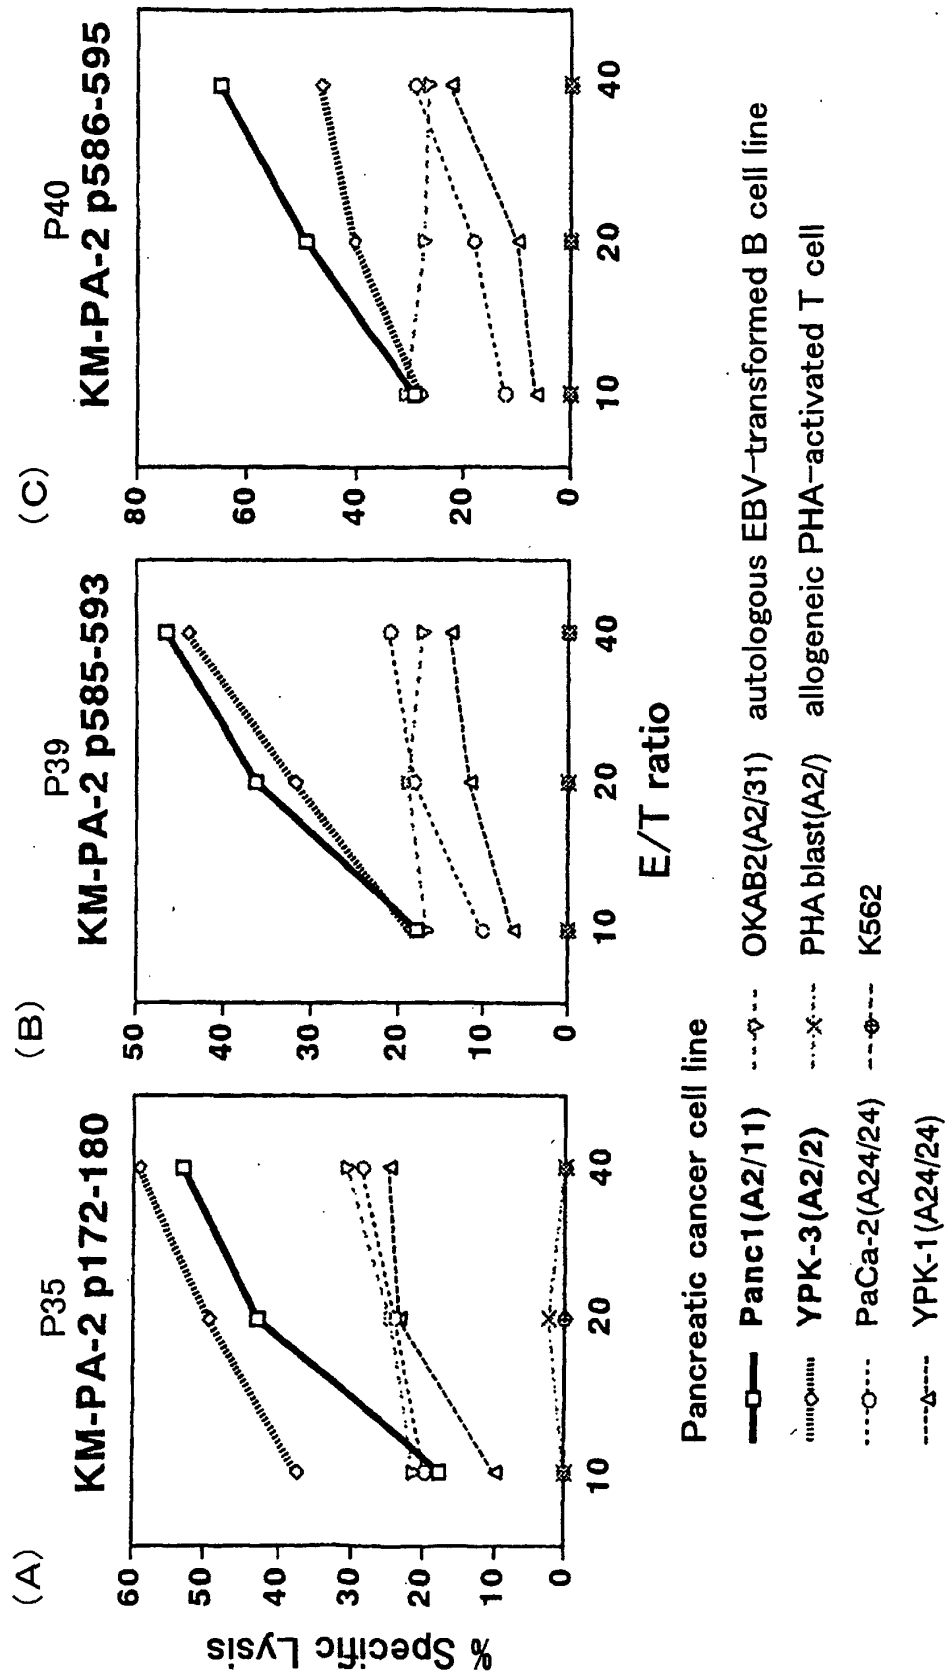 (A)
P35
KM-PA-2 p172-180
% Specific Lysis
60
50
40
30
20
10
0
10
20
40
(B)
P39
KM-PA-2 p585-593
50
40
30
20
10
0
10
20
40
E/T ratio
(C)
P40
KM-PA-2 p586-595
80
60
40
20
0
10
20
40
Pancreatic cancer cell line
Panc1(A2/11)
YPK-3(A2/2)
PaCa-2(A24/24)
YPK-1(A24/24)
OKAB2(A2/31) autologous EBV-transformed B cell line
PHA blast(A2/) allogeneic PHA-activated T cell
K562